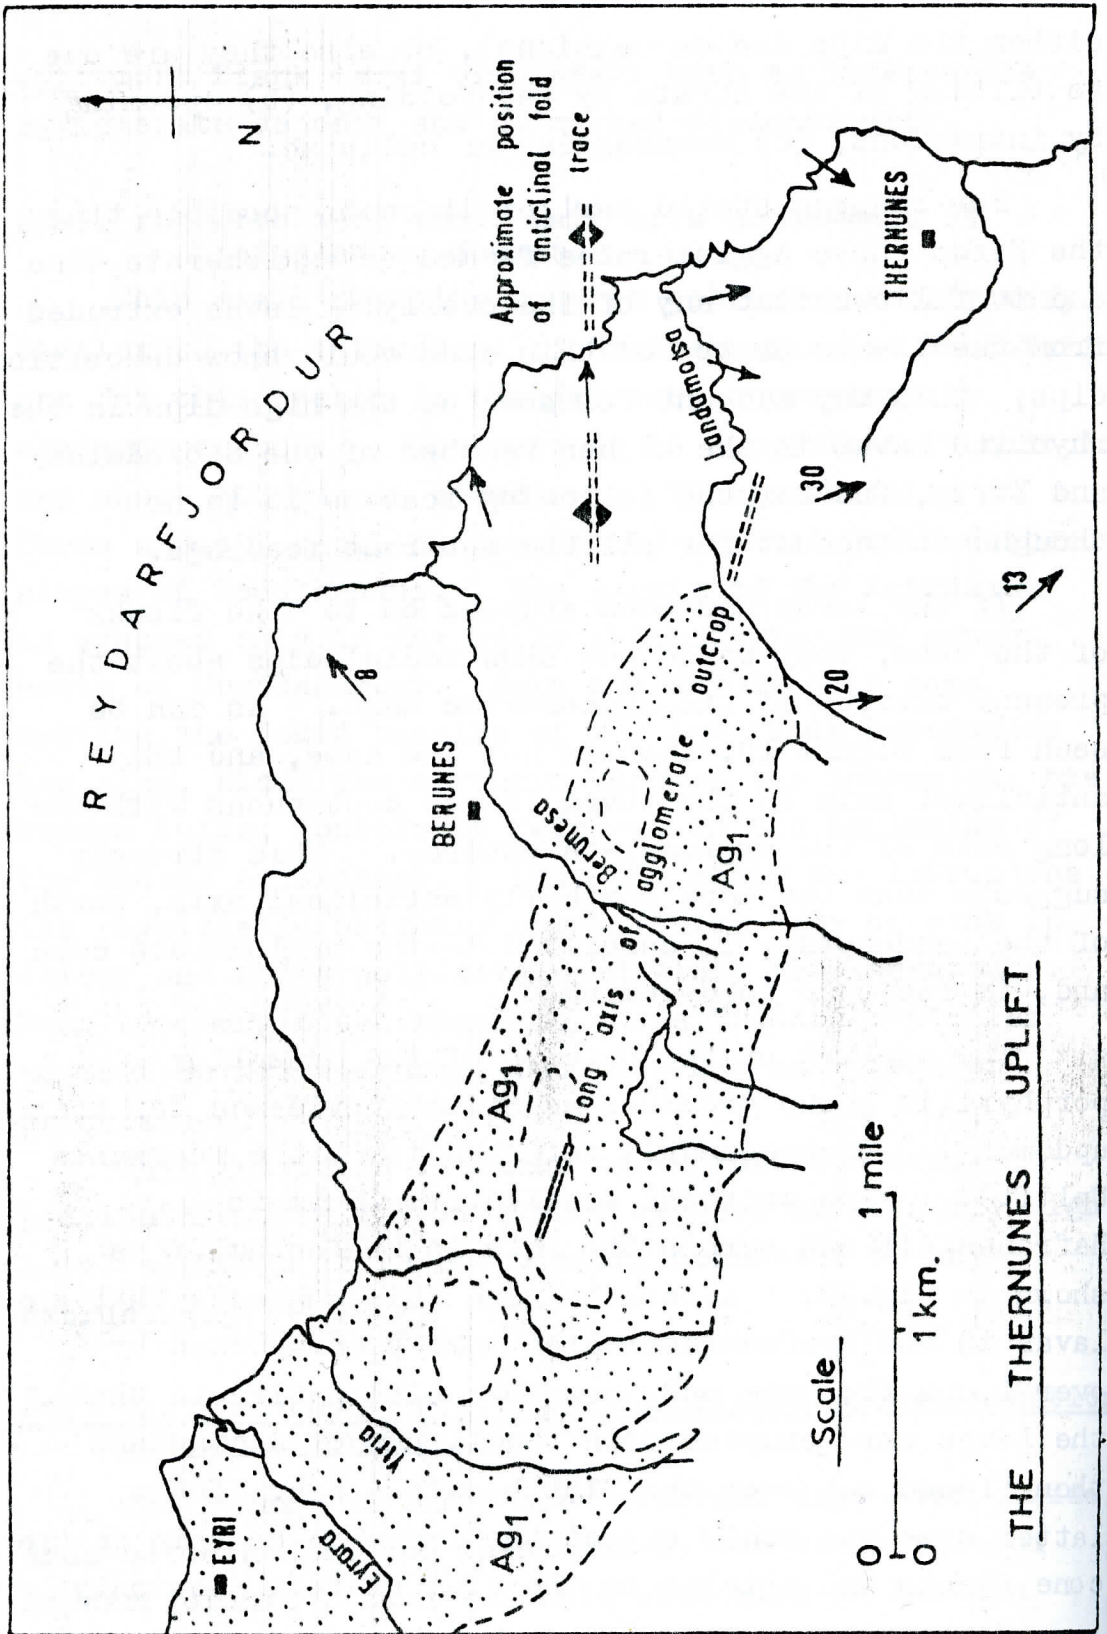 N
REYDARFJORDUR
Approximate position
of anticlinal fold
trace
BERUNES
8
Landamotsa
THERNUNES
30
20
13
Berunesa
Long axis of agglomerate outcrop
Ag1
Ag1
Ag1
EYRI
Eyrara
Ytria
Scale
0 1 mile
0 1 km.
THE THERNUNES UPLIFT